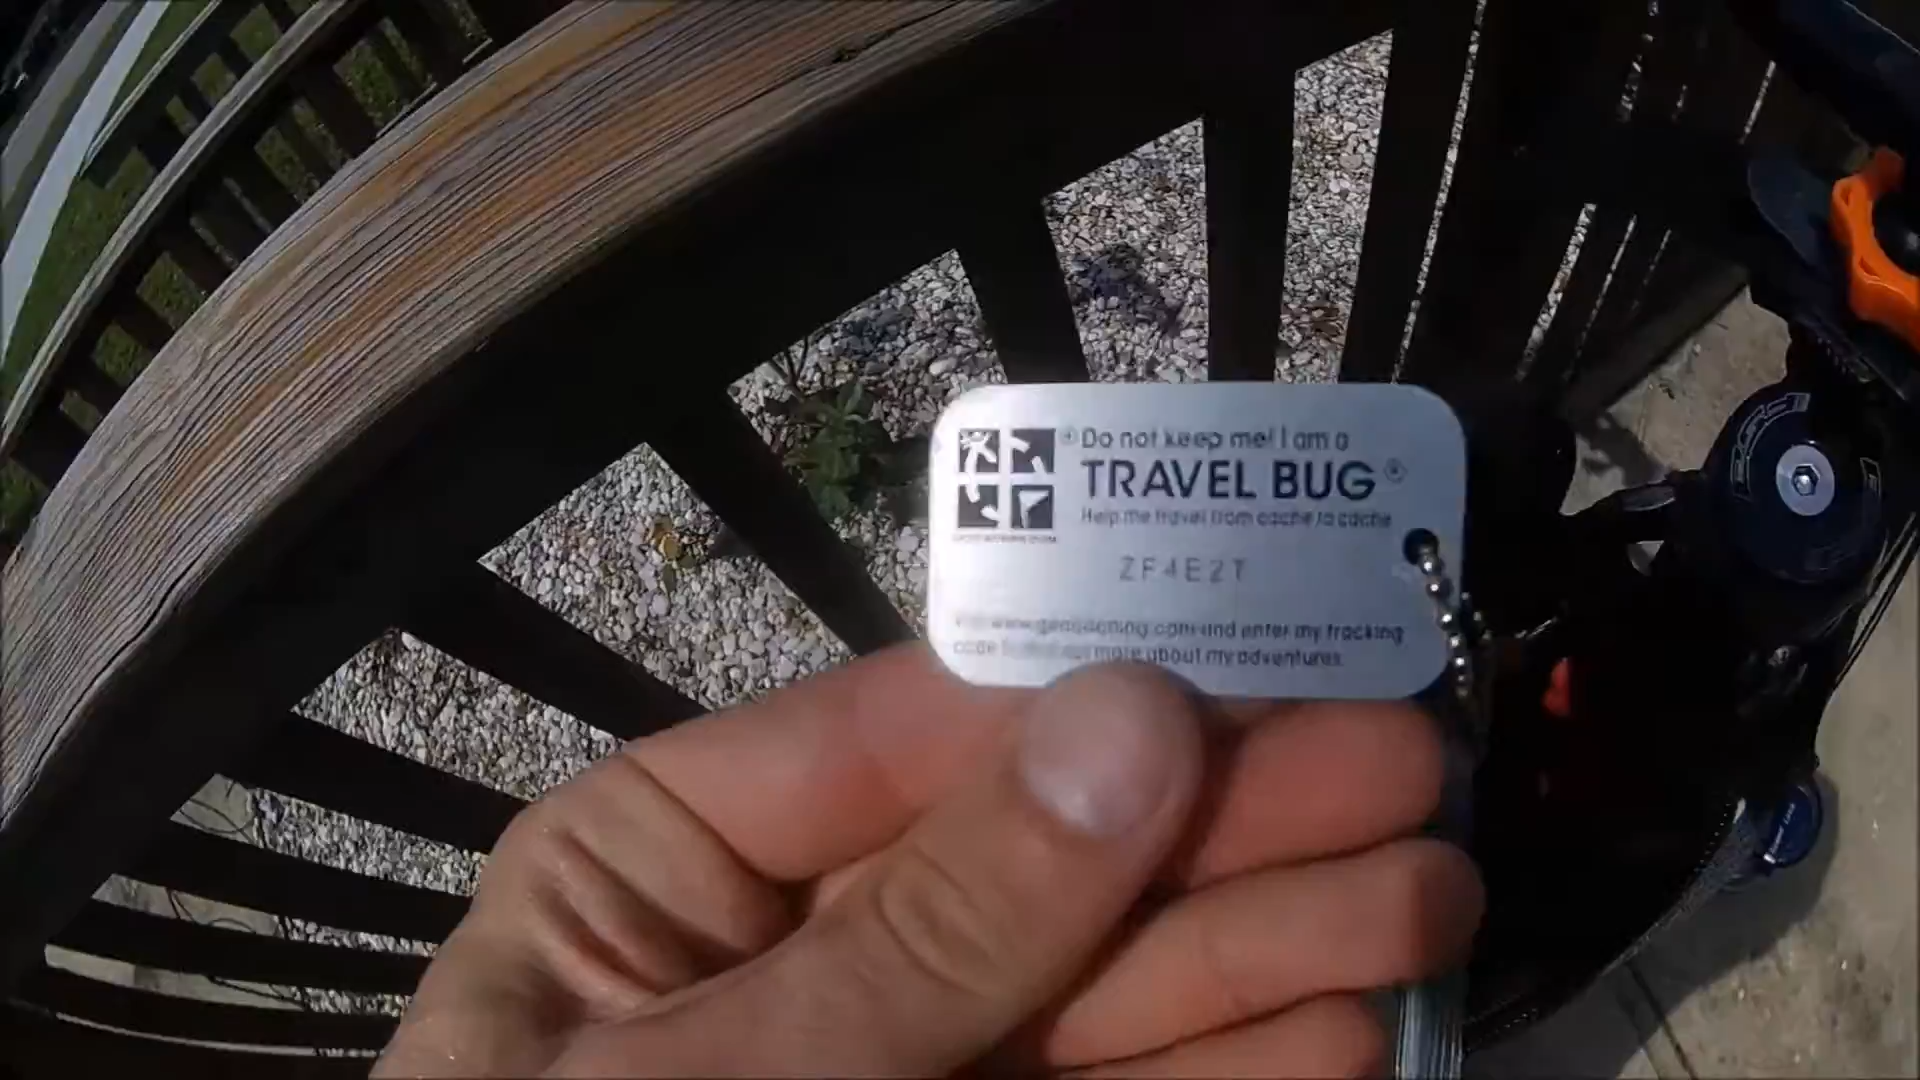 Do not keep me! I am a
TRAVEL BUG®
Help me travel from cache to cache
ZF4E2T
www.geocaching.com and enter my tracking
code more about my adventures.